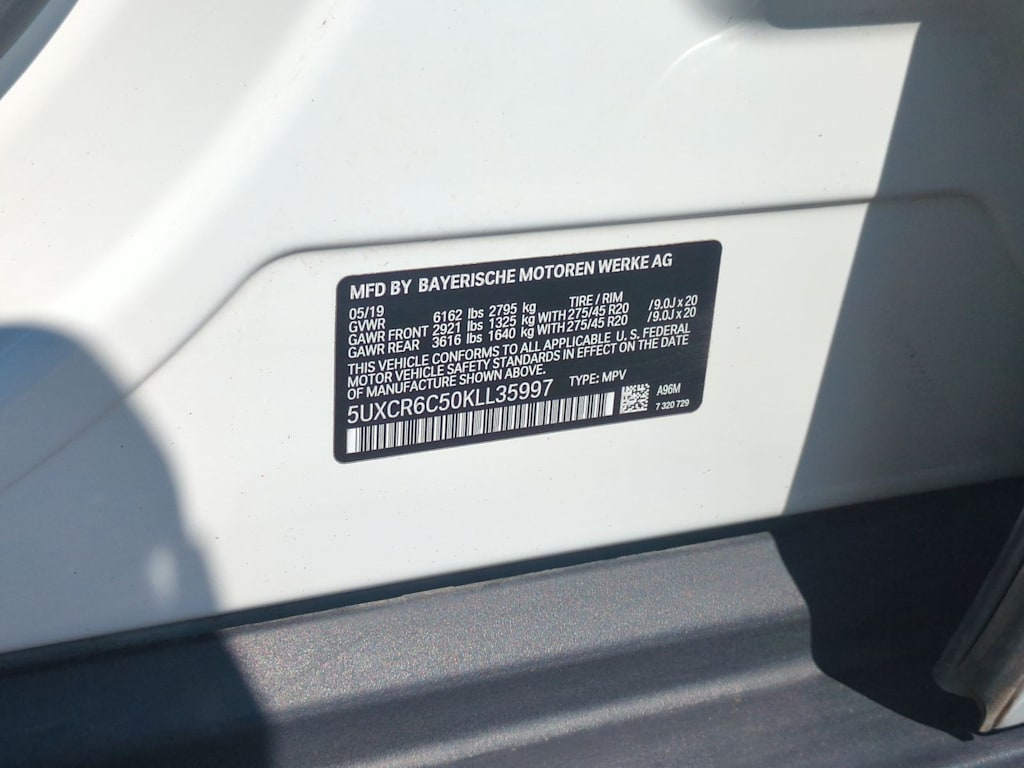 MFD BY BAYERISCHE MOTOREN WERKE AG
05/19 TIRE / RIM
GVWR 6162 lbs 2795 kg
GAWR FRONT 2921 lbs 1325 kg WITH 275/45 R20 /9.0J x 20
GAWR REAR 3616 lbs 1640 kg WITH 275/45 R20 /9.0J x 20
THIS VEHICLE CONFORMS TO ALL APPLICABLE U.S. FEDERAL
MOTOR VEHICLE SAFETY STANDARDS IN EFFECT ON THE DATE
OF MANUFACTURE SHOWN ABOVE.
5UXCR6C50KLL35997 TYPE: MPV
A96M
7 320 729